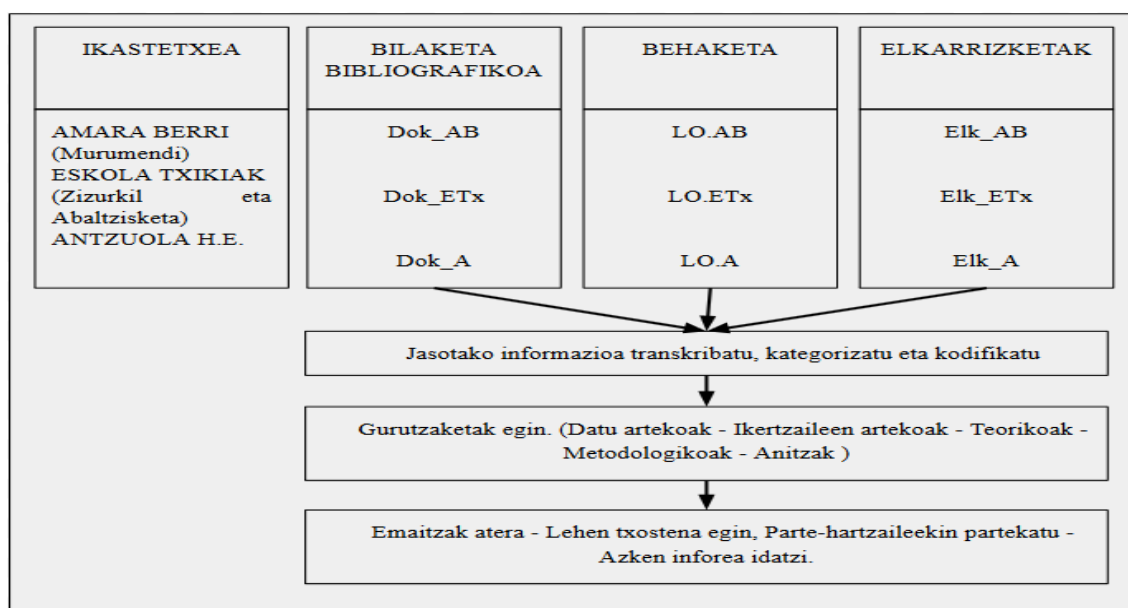 IKASTETXEA
BILAKETA
BIBLIOGRAFIKOA
BEHAKETA
ELKARRIZKETAK
AMARA BERRI
(Murumendi)
ESKOLA TXIKIAK
(Zizurkil eta
Abaltzisketa)
ANTZUOLA H.E.
Dok_AB
Dok_ETx
Dok_A
LO.AB
LO.ETx
LO.A
Elk_AB
Elk_ETx
Elk_A
Jasotako informazioa transkribatu, kategorizatu eta kodifikatu
Gurutzaketak egin. (Datu artekoak - Ikertzaileen artekoak - Teorikoak -
Metodologikoak - Anitzak )
Emaitzak atera - Lehen txostena egin, Parte-hartzaileekin partekatu -
Azken inforea idatzi.